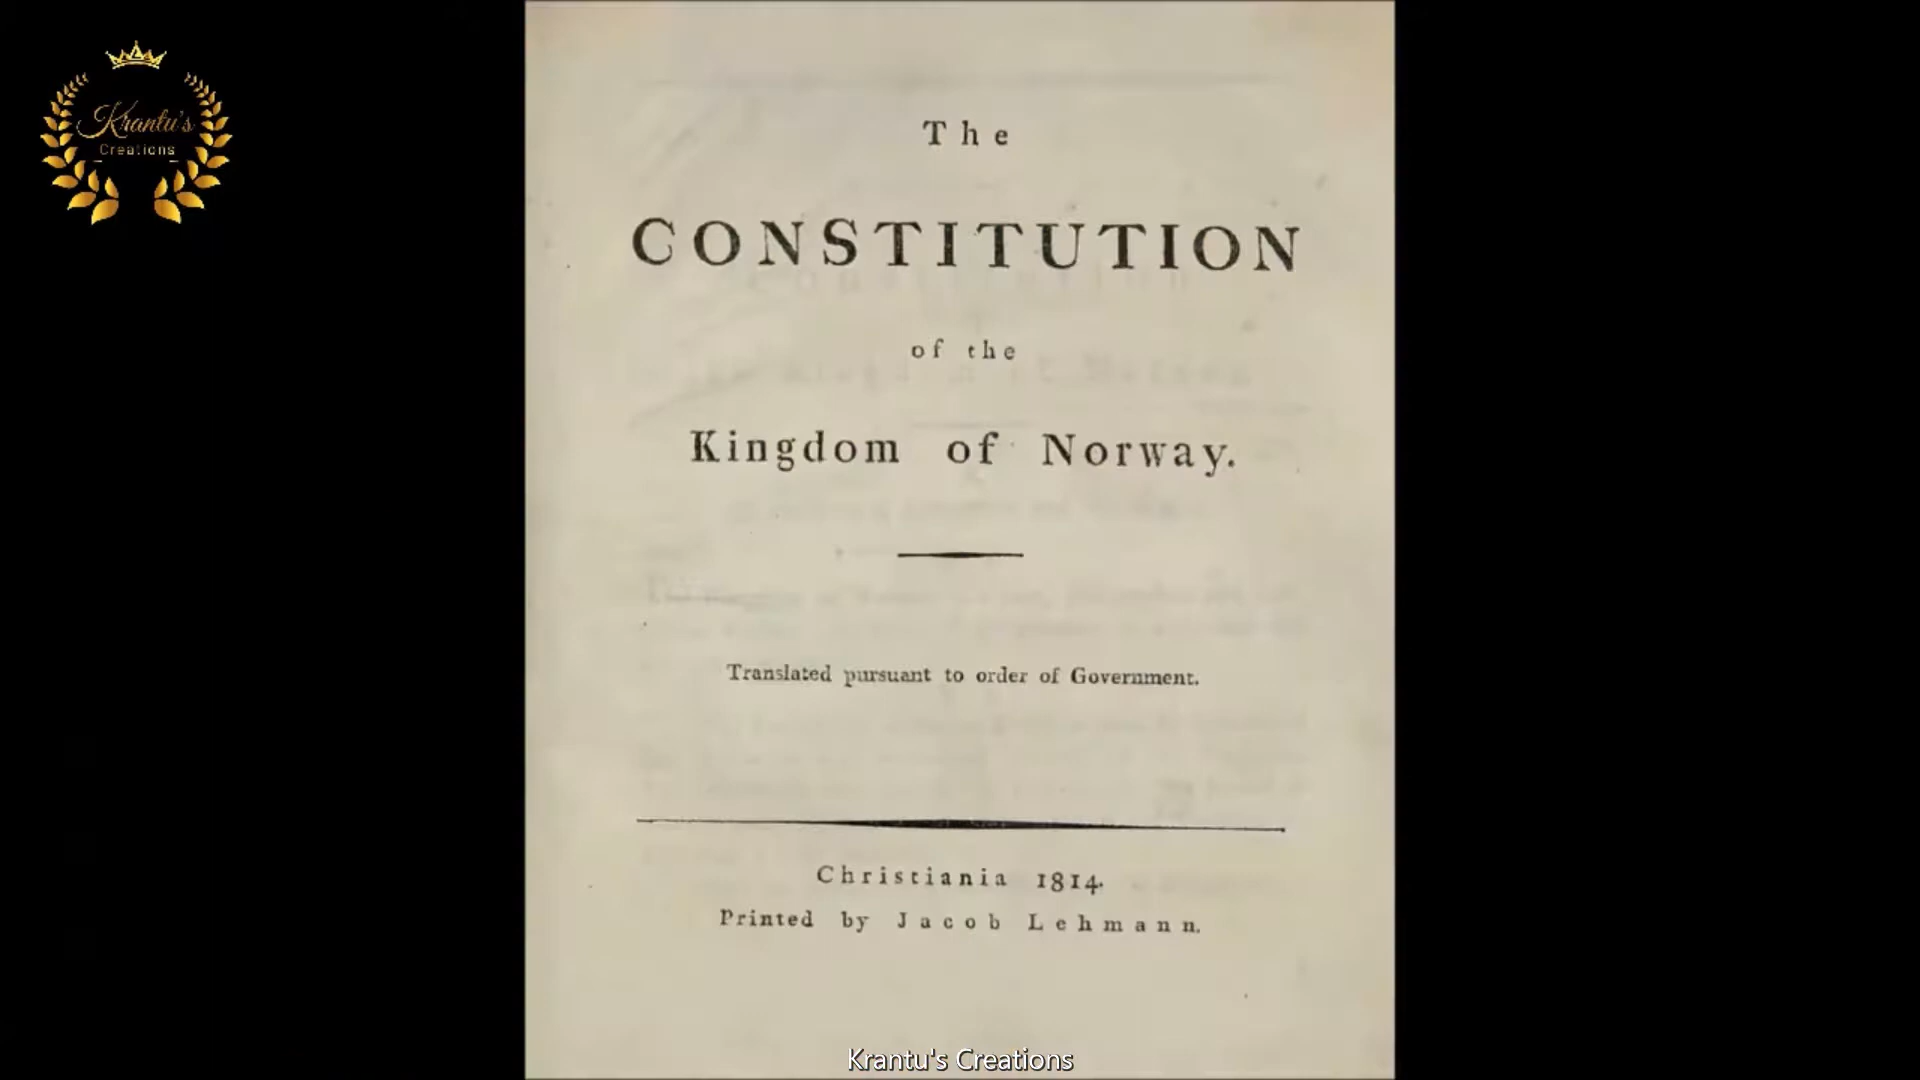 Krantu's
Creations
The
CONSTITUTION
of the
Kingdom of Norway.
Translated pursuant to order of Government.
Christiania 1814.
Printed by Jacob Lehmann.
Krantu's Creations